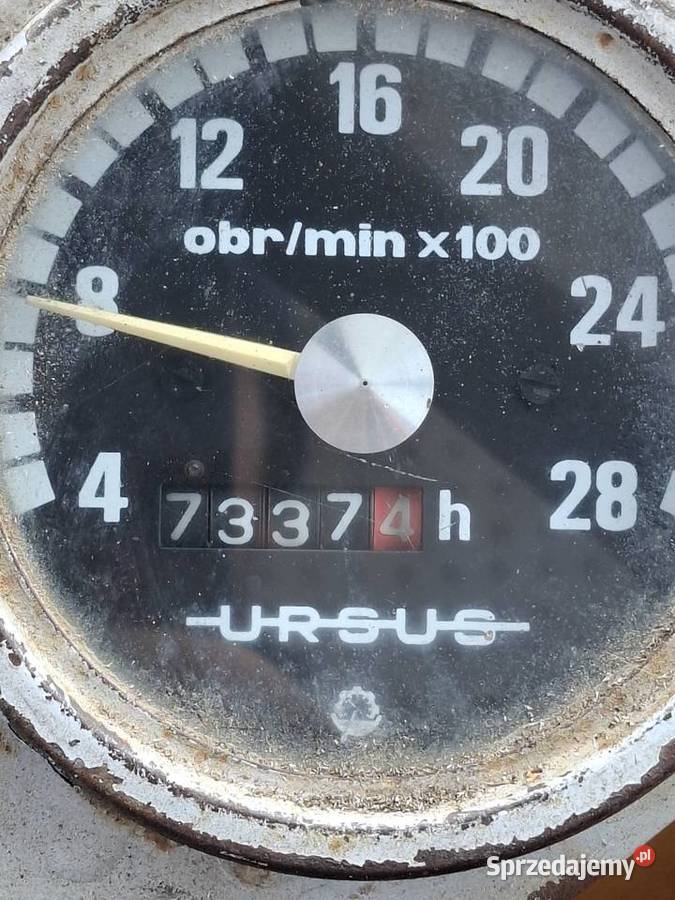 16
12 20
obr/min x100
8 24
4 28
73374 h
URSUS
Sprzedajemy.pl